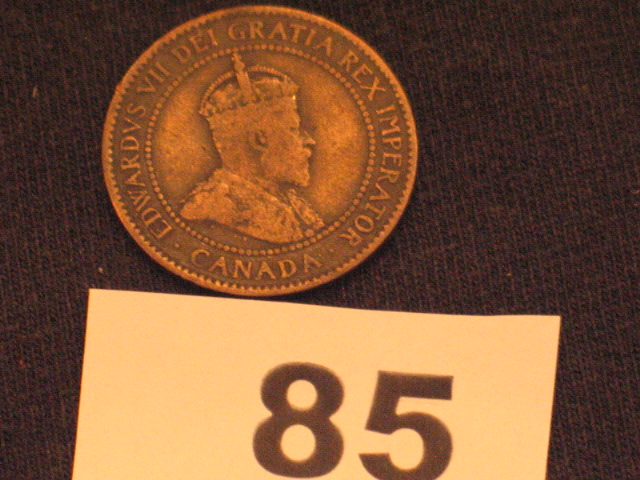 EDWARDVS VII DEI GRATIA REX IMPERATOR
CANADA
85